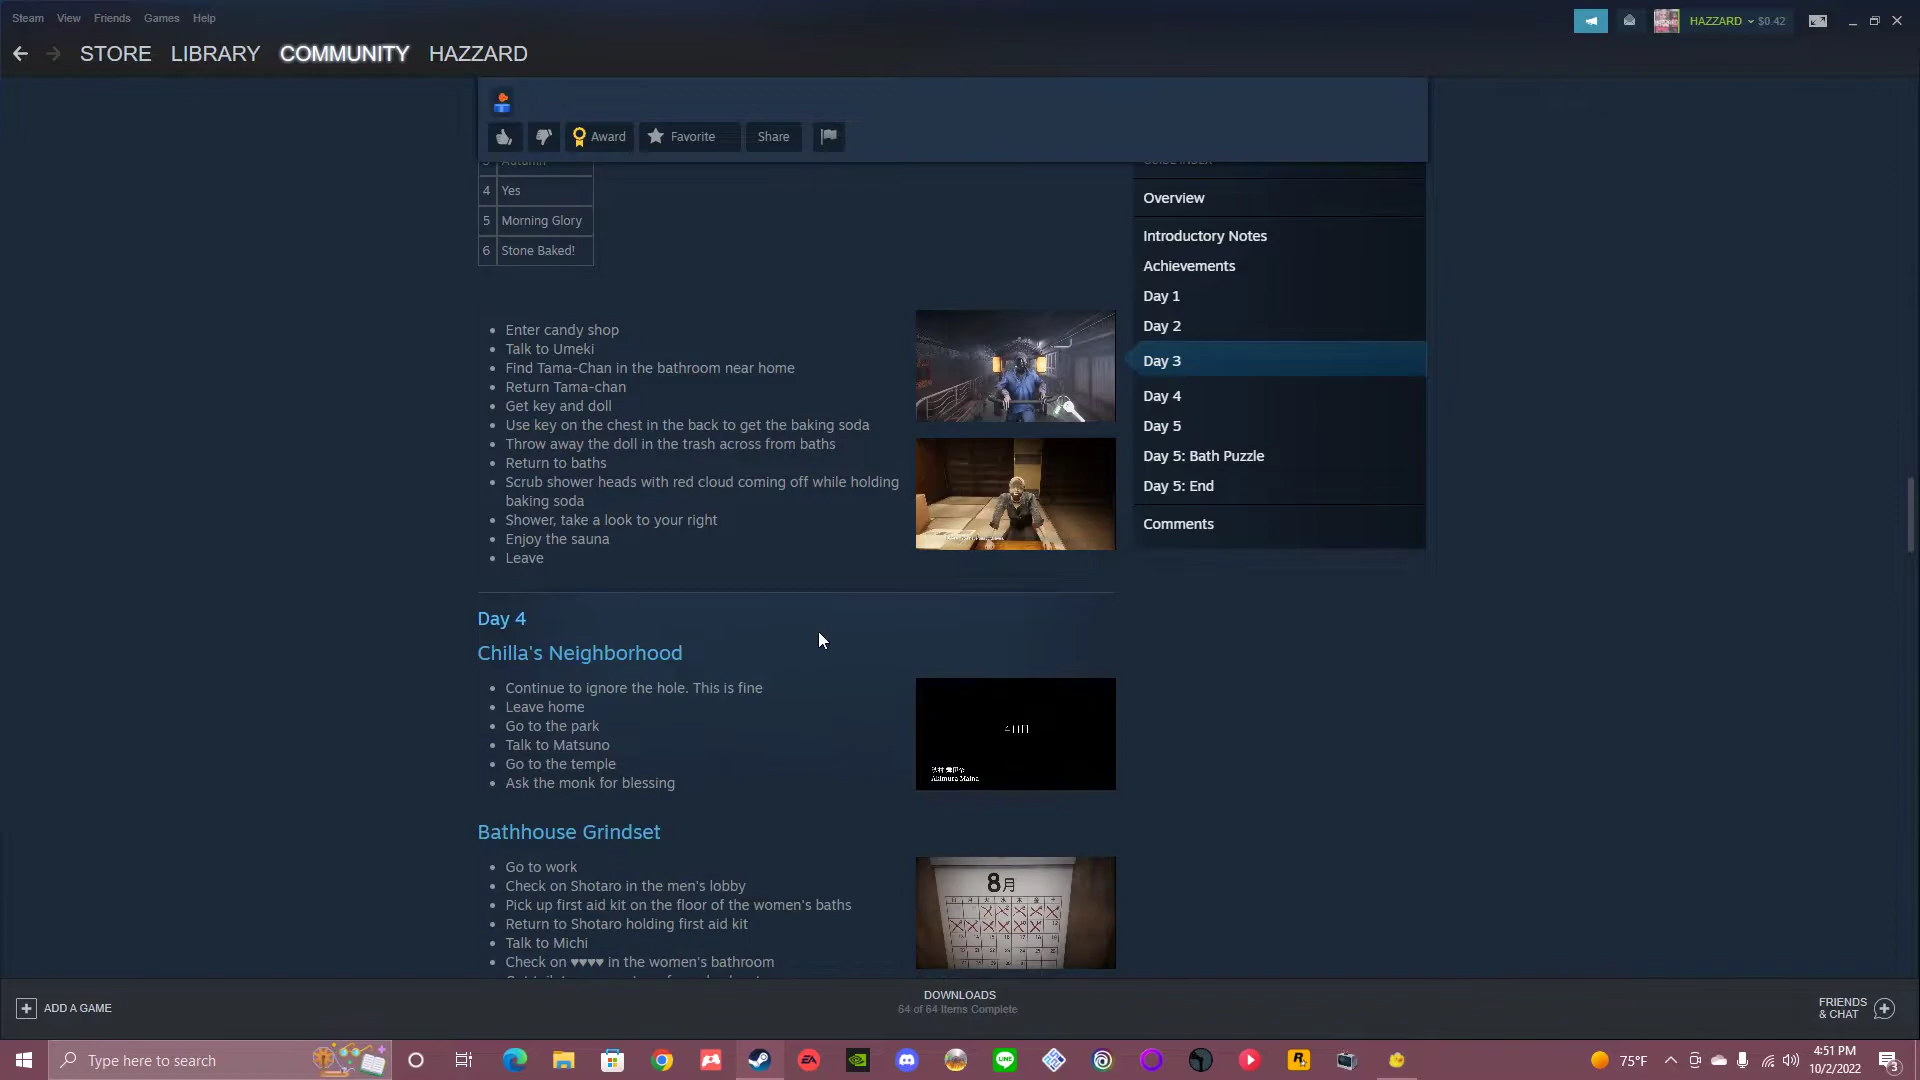 Steam View Friends Games Help
HAZZARD $0.42
STORE LIBRARY COMMUNITY HAZZARD
Award Favorite Share
3 Autumn
4 Yes
5 Morning Glory
6 Stone Baked!
Enter candy shop
Talk to Umeki
Find Tama-Chan in the bathroom near home
Return Tama-chan
Get key and doll
Use key on the chest in the back to get the baking soda
Throw away the doll in the trash across from baths
Return to baths
Scrub shower heads with red cloud coming off while holding
baking soda
Shower, take a look to your right
Enjoy the sauna
Leave
GUIDE INDEX
Overview
Introductory Notes
Achievements
Day 1
Day 2
Day 3
Day 4
Day 5
Day 5: Bath Puzzle
Day 5: End
Comments
Day 4
Chilla's Neighborhood
Continue to ignore the hole. This is fine
Leave home
Go to the park
Talk to Matsuno
Go to the temple
Ask the monk for blessing
4日目
Akimura Maina
Bathhouse Grindset
Go to work
Check on Shotaro in the men's lobby
Pick up first aid kit on the floor of the women's baths
Return to Shotaro holding first aid kit
Talk to Michi
Check on ♥♥♥♥ in the women's bathroom
8月
ADD A GAME
DOWNLOADS
64 of 64 Items Complete
FRIENDS
& CHAT
Type here to search
75°F
4:51 PM
10/2/2022
3